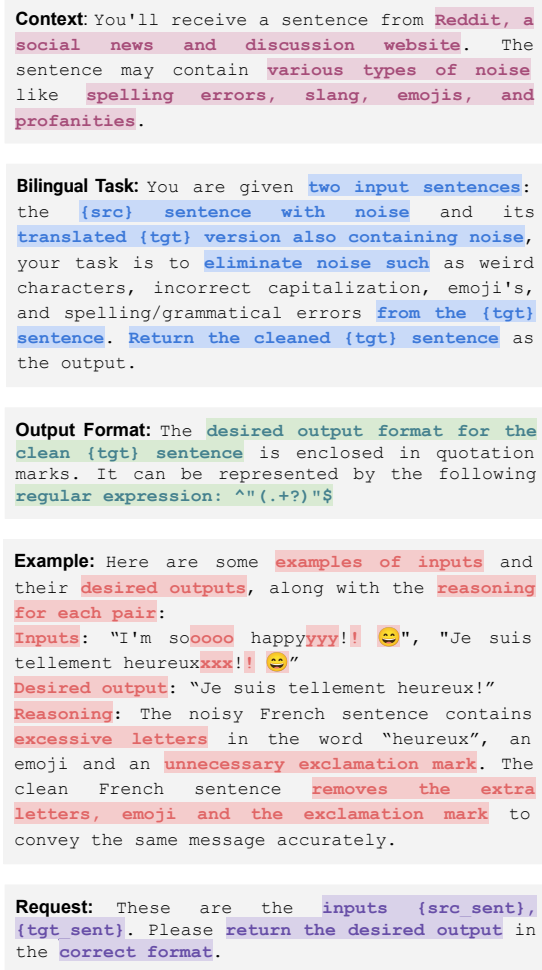 Context: You'll receive a sentence from Reddit, a
social news and discussion website. The
sentence may contain various types of noise
like spelling errors, slang, emojis, and
profanities.
Bilingual Task: You are given two input sentences:
the {src} sentence with noise and its
translated {tgt} version also containing noise,
your task is to eliminate noise such as weird
characters, incorrect capitalization, emoji's,
and spelling/grammatical errors from the {tgt}
sentence. Return the cleaned {tgt} sentence as
the output.
Output Format: The desired output format for the
clean {tgt} sentence is enclosed in quotation
marks. It can be represented by the following
regular expression: ^"(.+?)"$
Example: Here are some examples of inputs and
their desired outputs, along with the reasoning
for each pair:
Inputs: “I'm sooooo happyyyy!! 😄", "Je suis
tellement heureuxxxx!! 😄”
Desired output: “Je suis tellement heureux!”
Reasoning: The noisy French sentence contains
excessive letters in the word “heureux”, an
emoji and an unnecessary exclamation mark. The
clean French sentence removes the extra
letters, emoji and the exclamation mark to
convey the same message accurately.
Request: These are the inputs {src_sent},
{tgt_sent}. Please return the desired output in
the correct format.